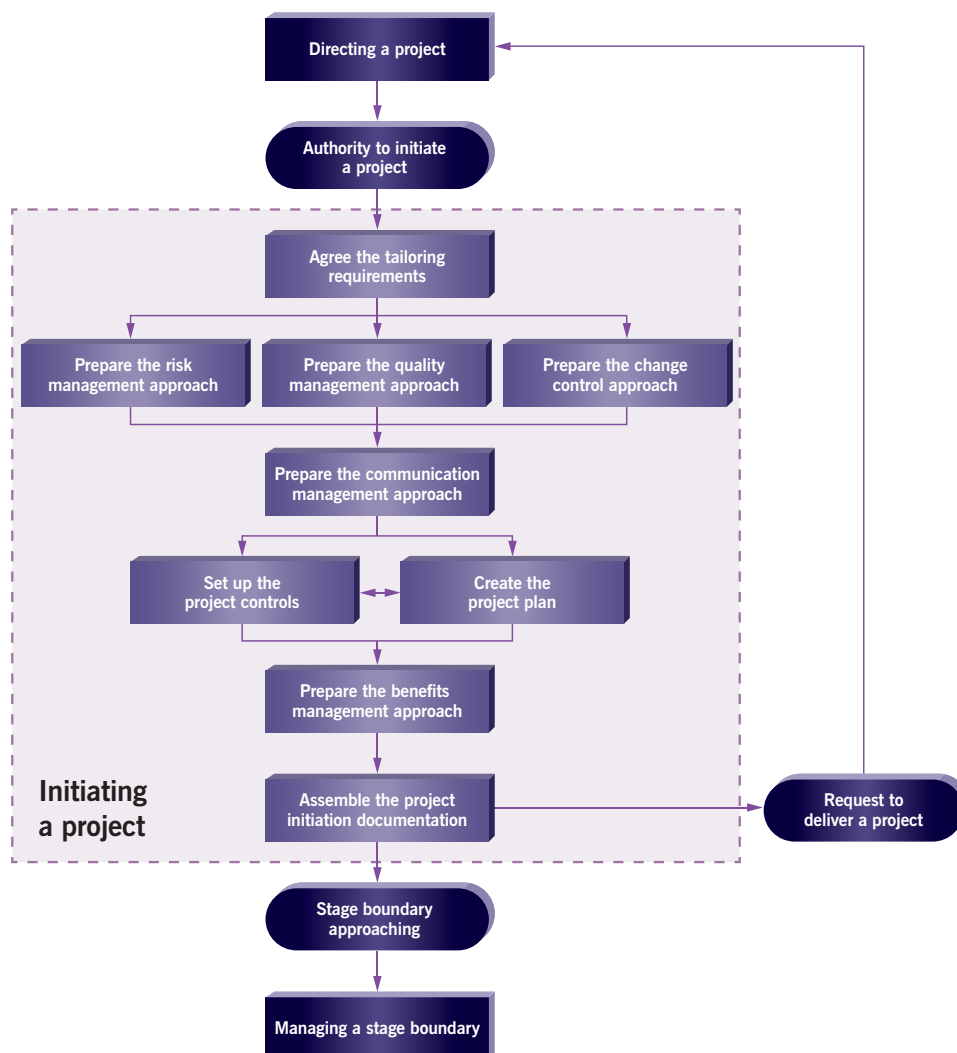 Directing a project
Authority to initiate
a project
Agree the tailoring
requirements
Prepare the risk
management approach
Prepare the quality
management approach
Prepare the change
control approach
Prepare the communication
management approach
Set up the
project controls
Create the
project plan
Prepare the benefits
management approach
Initiating
a project
Assemble the project
initiation documentation
Request to
deliver a project
Stage boundary
approaching
Managing a stage boundary